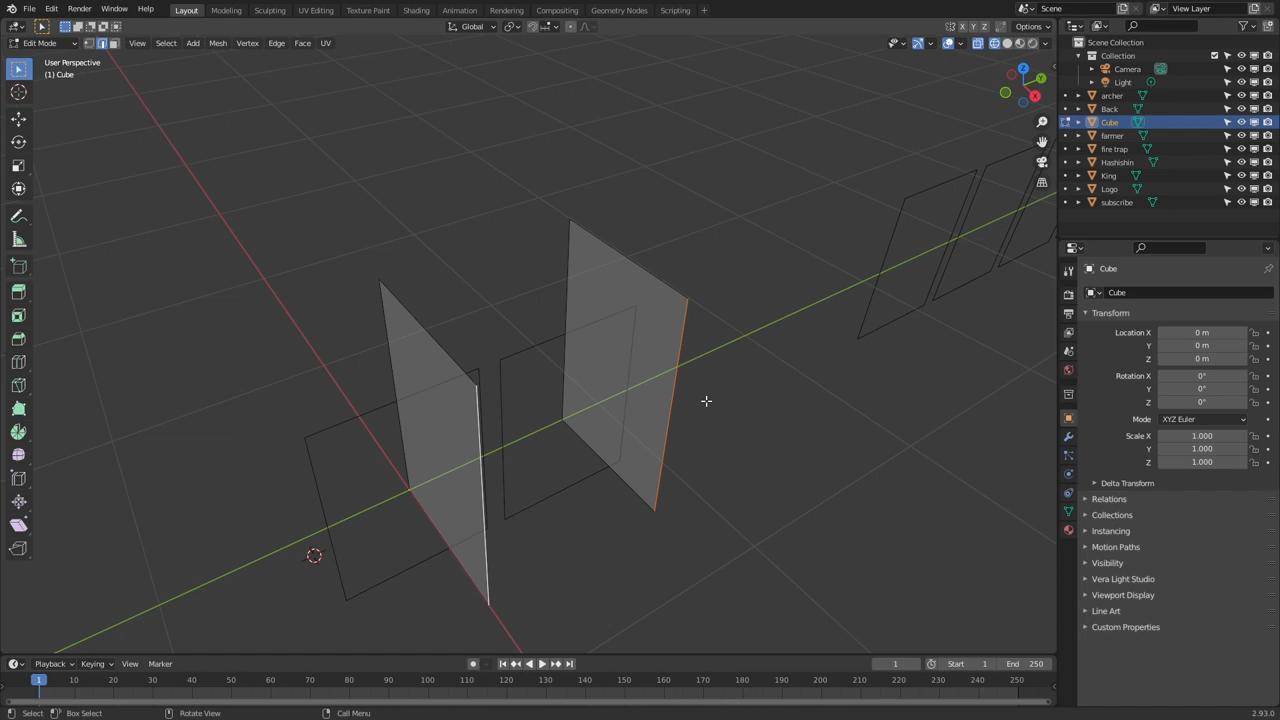 File Edit Render Window Help Layout Modeling Sculpting UV Editing Texture Paint Shading Animation Rendering Compositing Geometry Nodes Scripting Scene View Layer
Global X Y Z Options
Edit Mode View Select Add Mesh Vertex Edge Face UV
User Perspective
(1) Cube
Z
Y
X
Scene Collection
Collection
Camera
Light
archer
Back
Cube
farmer
fire trap
Hashishin
King
Logo
subscribe
Cube
Cube
Transform
Location X 0 m
Y 0 m
Z 0 m
Rotation X 0°
Y 0°
Z 0°
Mode XYZ Euler
Scale X 1.000
Y 1.000
Z 1.000
Delta Transform
Relations
Collections
Instancing
Motion Paths
Visibility
Vera Light Studio
Viewport Display
Line Art
Custom Properties
Playback Keying View Marker 1 Start 1 End 250
1 10 20 30 40 50 60 70 80 90 100 110 120 130 140 150 160 170 180 190 200 210 220 230 240 250
Select Box Select Rotate View Call Menu 2.93.0